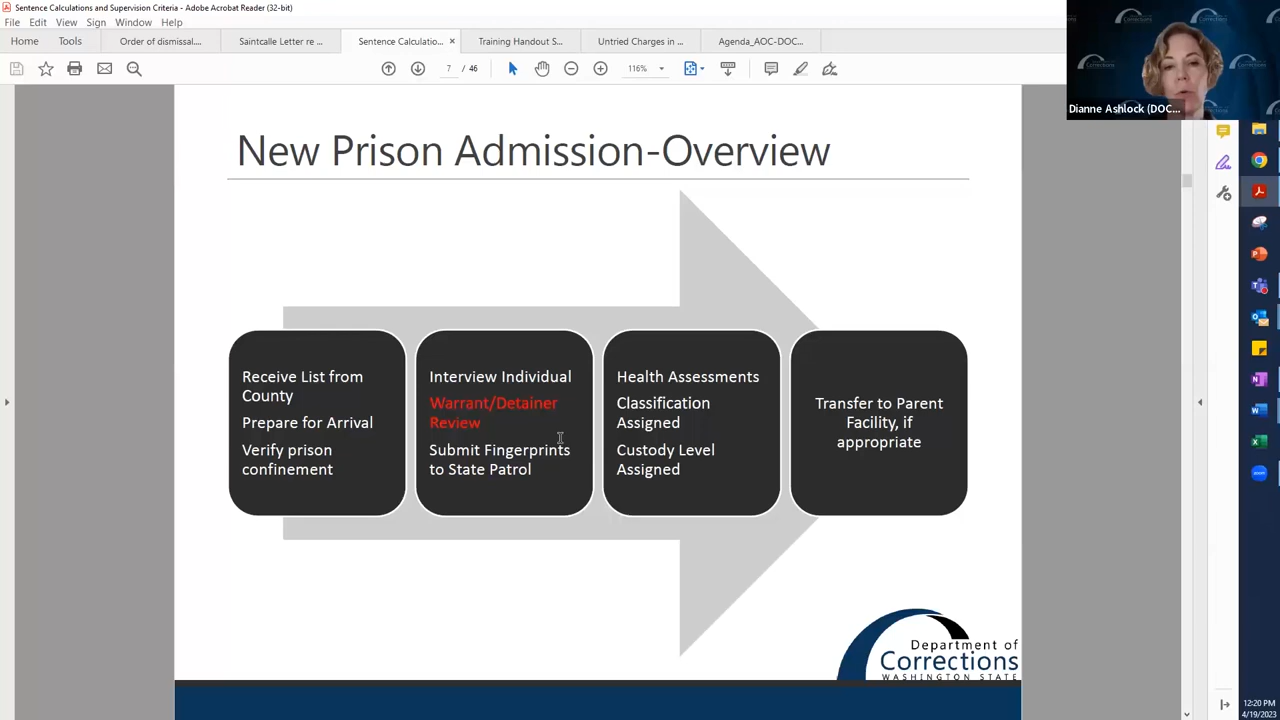 Sentence Calculations and Supervision Criteria - Adobe Acrobat Reader (32-bit)
File Edit View Sign Window Help
Home Tools Order of dismissal.... Saintcalle Letter re ... Sentence Calculatio... × Training Handout S... Untried Charges in ... Agenda_AOC-DOC...
7 / 46 116%
Dianne Ashlock (DOC...
Corrections
Corrections
New Prison Admission-Overview
Receive List from
County
Prepare for Arrival
Verify prison
confinement
Interview Individual
Warrant/Detainer
Review
Submit Fingerprints
to State Patrol
Health Assessments
Classification
Assigned
Custody Level
Assigned
Transfer to Parent
Facility, if
appropriate
Department of
Corrections
WASHINGTON STATE
12:20 PM
4/19/2023